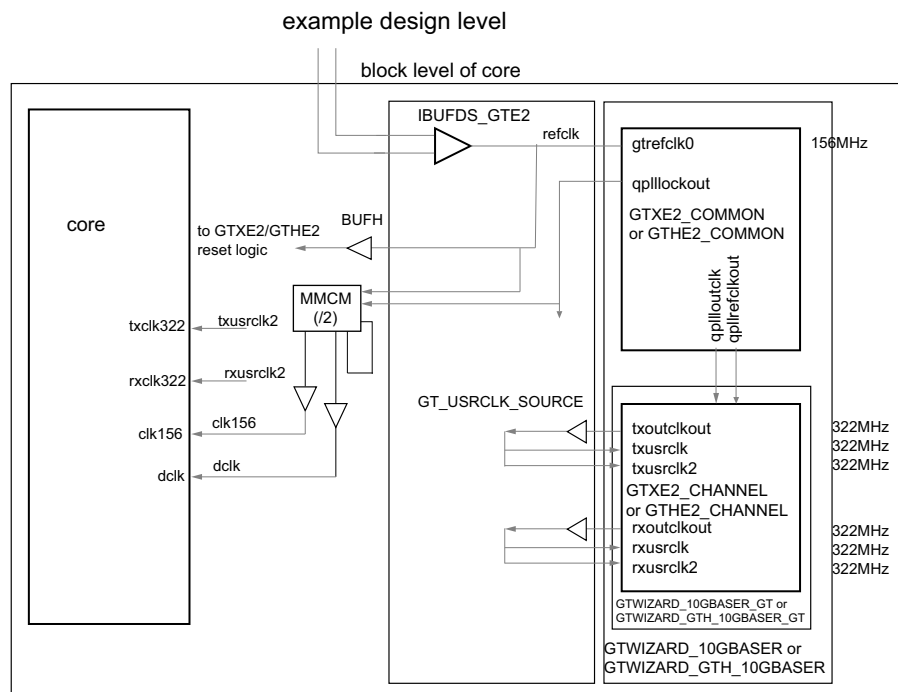 example design level
block level of core
IBUFDS_GTE2
refclk
gtrefclk0
156MHz
qplllockout
GTXE2_COMMON
or GTHE2_COMMON
core
to GTXE2/GTHE2
reset logic
BUFH
qplloutclk
qpllrefclkout
MMCM
(/2)
txclk322
txusrclk2
rxclk322
rxusrclk2
clk156
clk156
dclk
dclk
GT_USRCLK_SOURCE
txoutclkout
322MHz
txusrclk
322MHz
txusrclk2
322MHz
GTXE2_CHANNEL
or GTHE2_CHANNEL
rxoutclkout
322MHz
rxusrclk
322MHz
rxusrclk2
322MHz
GTWIZARD_10GBASER_GT or
GTWIZARD_GTH_10GBASER_GT
GTWIZARD_10GBASER or
GTWIZARD_GTH_10GBASER